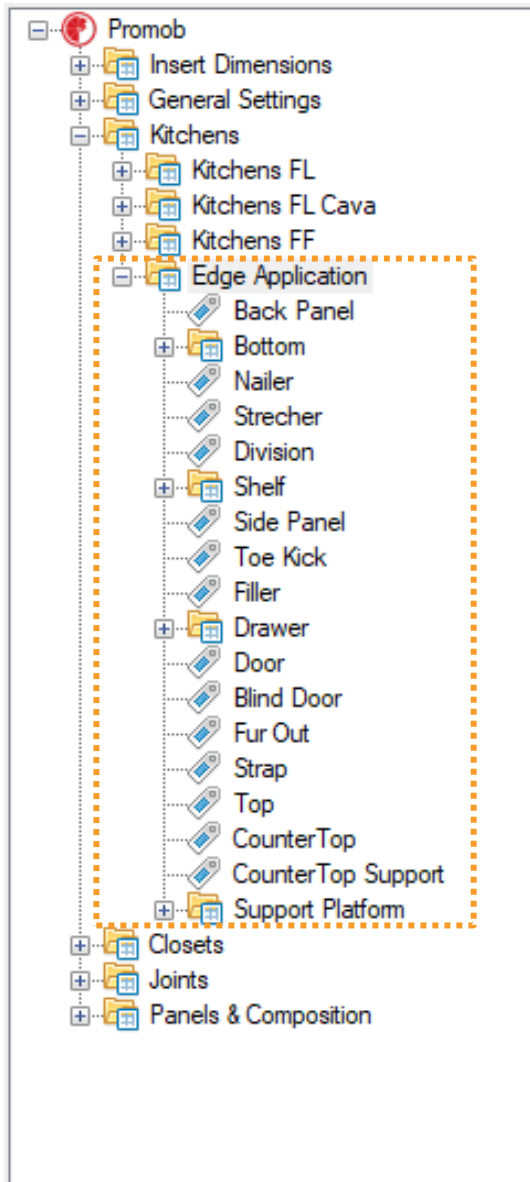 Promob
Insert Dimensions
General Settings
Kitchens
Kitchens FL
Kitchens FL Cava
Kitchens FF
Edge Application
Back Panel
Bottom
Nailer
Strecher
Division
Shelf
Side Panel
Toe Kick
Filler
Drawer
Door
Blind Door
Fur Out
Strap
Top
CounterTop
CounterTop Support
Support Platform
Closets
Joints
Panels & Composition